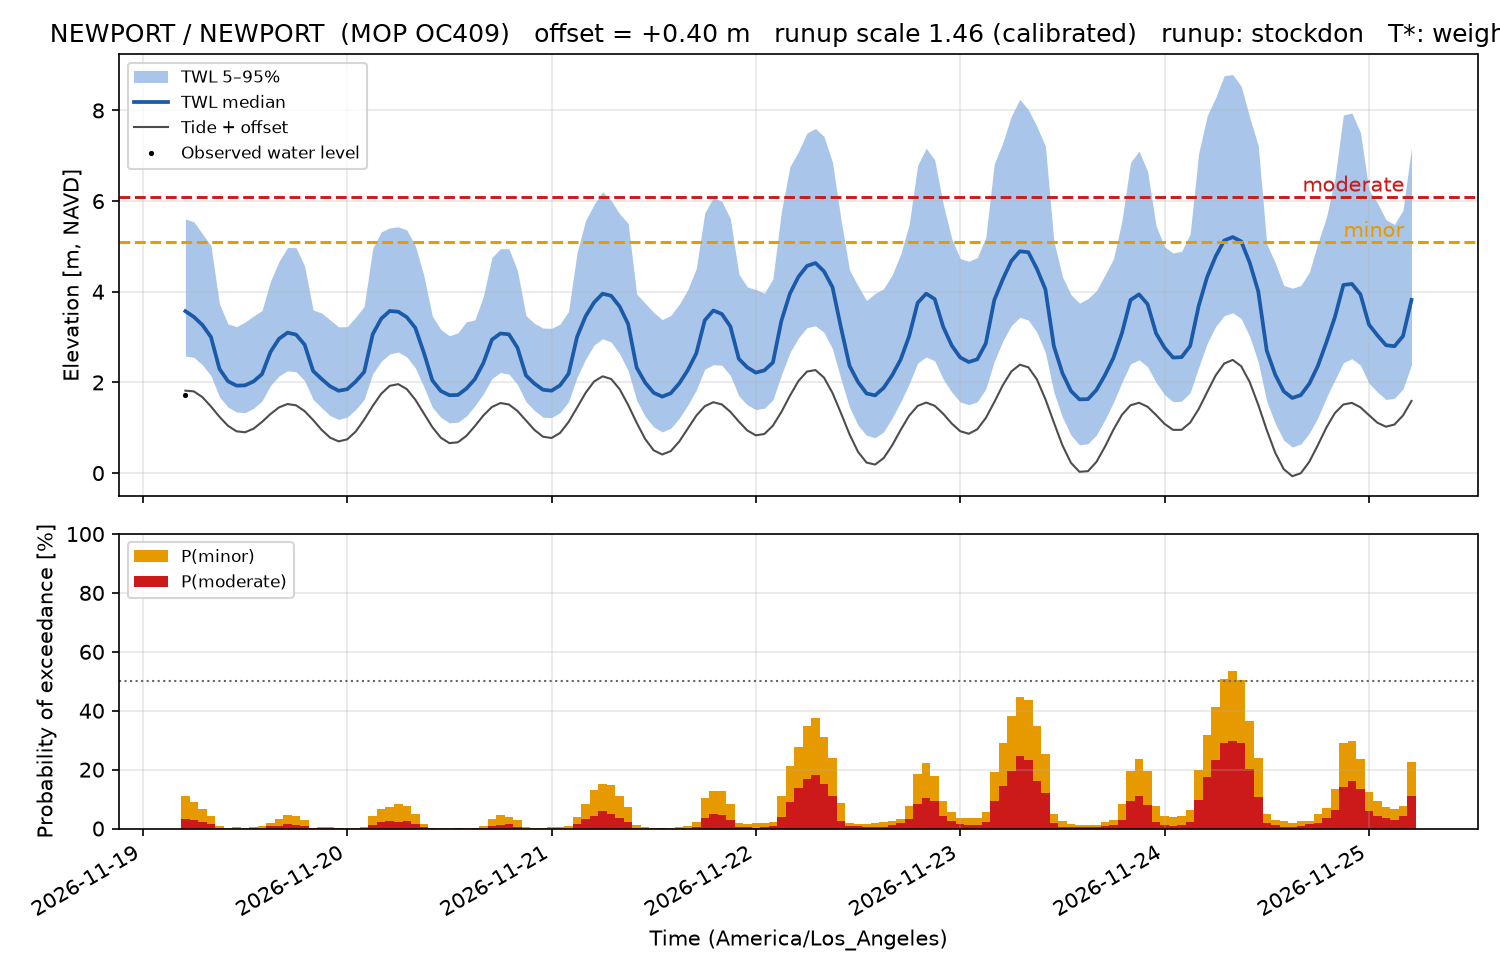 NEWPORT / NEWPORT (MOP OC409) offset = +0.40 m runup scale 1.46 (calibrated) runup: stockdon T*:
TWL 5–95%
TWL median
Tide + offset
Observed water level
Elevation [m, NAVD]
8
6
4
2
0
moderate
minor
P(minor)
P(moderate)
Probability of exceedance [%]
100
80
60
40
20
0
2026-11-19
2026-11-20
2026-11-21
2026-11-22
2026-11-23
2026-11-24
2026-11-25
Time (America/Los_Angeles)